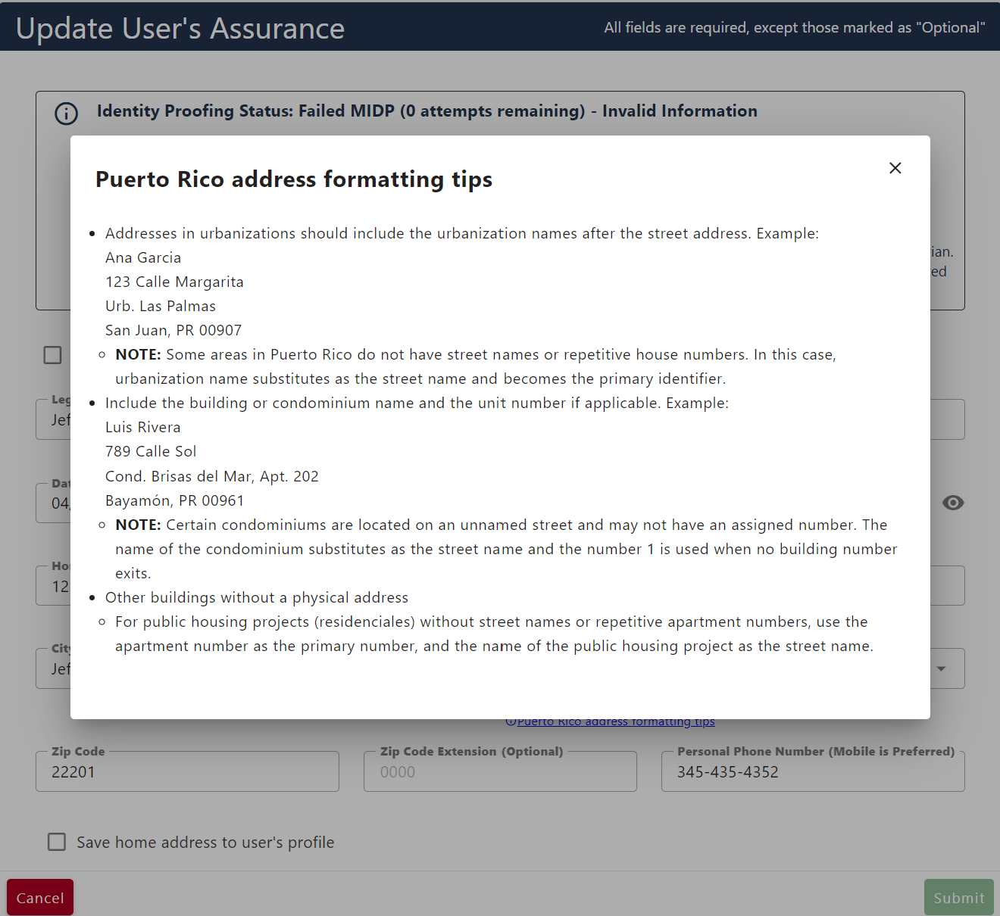 Update User's Assurance
All fields are required, except those marked as "Optional"
Identity Proofing Status: Failed MIDP (0 attempts remaining) - Invalid Information
Puerto Rico address formatting tips
• Addresses in urbanizations should include the urbanization names after the street address. Example:
Ana Garcia
123 Calle Margarita
Urb. Las Palmas
San Juan, PR 00907
○ NOTE: Some areas in Puerto Rico do not have street names or repetitive house numbers. In this case,
urbanization name substitutes as the street name and becomes the primary identifier.
• Include the building or condominium name and the unit number if applicable. Example:
Luis Rivera
789 Calle Sol
Cond. Brisas del Mar, Apt. 202
Bayamón, PR 00961
○ NOTE: Certain condominiums are located on an unnamed street and may not have an assigned number. The
name of the condominium substitutes as the street name and the number 1 is used when no building number
exits.
• Other buildings without a physical address
○ For public housing projects (residenciales) without street names or repetitive apartment numbers, use the
apartment number as the primary number, and the name of the public housing project as the street name.
Puerto Rico address formatting tips
Zip Code
22201
Zip Code Extension (Optional)
0000
Personal Phone Number (Mobile is Preferred)
345-435-4352
Save home address to user's profile
Cancel
Submit